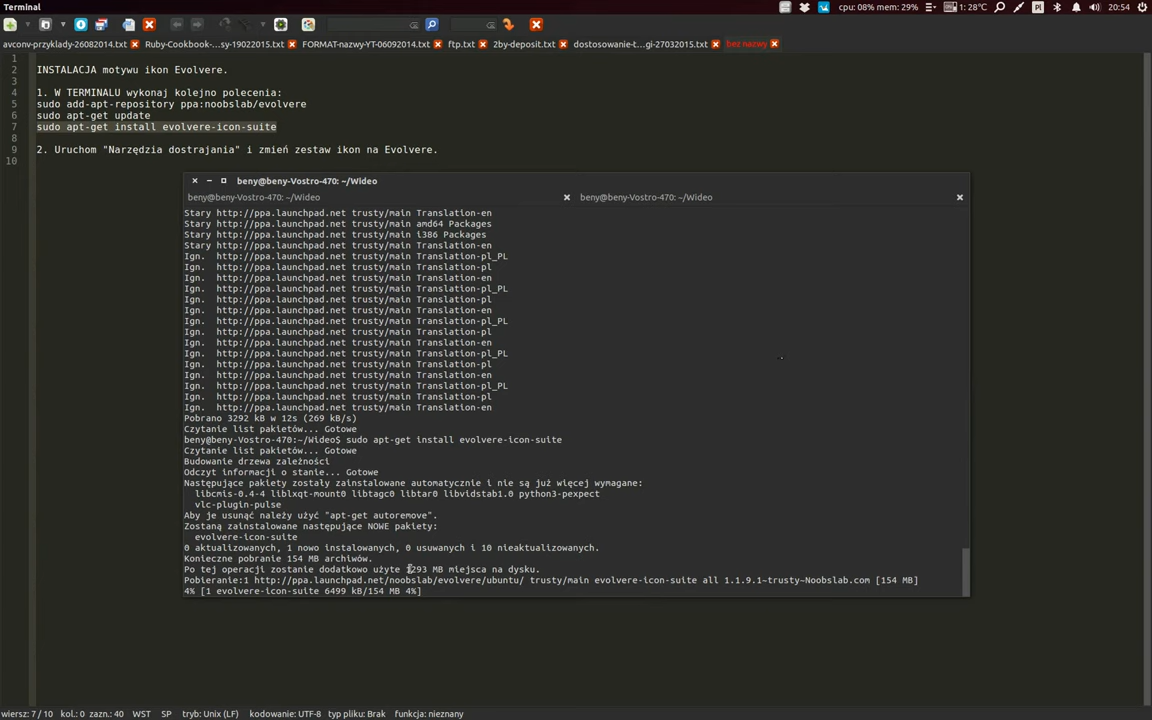 Terminal
cpu: 08% mem: 29%
1: 28°C
Pl
20:54
avconv-przyklady-26082014.txt
Ruby-Cookbook-...sy-19022015.txt
FORMAT-nazwy-YT-06092014.txt
ftp.txt
2by-deposit.txt
dostosowanie-t...gi-27032015.txt
bez nazwy
1
2 INSTALACJA motywu ikon Evolvere.
3
4 1. W TERMINALU wykonaj kolejno polecenia:
5 sudo add-apt-repository ppa:noobslab/evolvere
6 sudo apt-get update
7 sudo apt-get install evolvere-icon-suite
8
9 2. Uruchom "Narzędzia dostrajania" i zmień zestaw ikon na Evolvere.
10
beny@beny-Vostro-470: ~/Wideo
beny@beny-Vostro-470: ~/Wideo
beny@beny-Vostro-470: ~/Wideo
Stary http://ppa.launchpad.net trusty/main Translation-en
Stary http://ppa.launchpad.net trusty/main amd64 Packages
Stary http://ppa.launchpad.net trusty/main i386 Packages
Stary http://ppa.launchpad.net trusty/main Translation-en
Ign. http://ppa.launchpad.net trusty/main Translation-pl_PL
Ign. http://ppa.launchpad.net trusty/main Translation-pl
Ign. http://ppa.launchpad.net trusty/main Translation-en
Ign. http://ppa.launchpad.net trusty/main Translation-pl_PL
Ign. http://ppa.launchpad.net trusty/main Translation-pl
Ign. http://ppa.launchpad.net trusty/main Translation-en
Ign. http://ppa.launchpad.net trusty/main Translation-pl_PL
Ign. http://ppa.launchpad.net trusty/main Translation-pl
Ign. http://ppa.launchpad.net trusty/main Translation-en
Ign. http://ppa.launchpad.net trusty/main Translation-pl_PL
Ign. http://ppa.launchpad.net trusty/main Translation-pl
Ign. http://ppa.launchpad.net trusty/main Translation-en
Ign. http://ppa.launchpad.net trusty/main Translation-pl_PL
Ign. http://ppa.launchpad.net trusty/main Translation-pl
Ign. http://ppa.launchpad.net trusty/main Translation-en
Pobrano 3292 kB w 12s (269 kB/s)
Czytanie list pakietów... Gotowe
beny@beny-Vostro-470:~/Wideo$ sudo apt-get install evolvere-icon-suite
Czytanie list pakietów... Gotowe
Budowanie drzewa zależności
Odczyt informacji o stanie... Gotowe
Następujące pakiety zostały zainstalowane automatycznie i nie są już więcej wymagane:
libcmis-0.4-4 liblxqt-mount0 libtagc0 libtar0 libvidstab1.0 python3-pexpect
vlc-plugin-pulse
Aby je usunąć należy użyć "apt-get autoremove".
Zostaną zainstalowane następujące NOWE pakiety:
evolvere-icon-suite
0 aktualizowanych, 1 nowo instalowanych, 0 usuwanych i 10 nieaktualizowanych.
Konieczne pobranie 154 MB archiwów.
Po tej operacji zostanie dodatkowo użyte 1293 MB miejsca na dysku.
Pobieranie:1 http://ppa.launchpad.net/noobslab/evolvere/ubuntu/ trusty/main evolvere-icon-suite all 1.1.9.1~trusty~Noobslab.com [154 MB]
4% [1 evolvere-icon-suite 6499 kB/154 MB 4%]
wiersz: 7 / 10 kol.: 0 zazn.: 40 WST SP tryb: Unix (LF) kodowanie: UTF-8 typ pliku: Brak funkcja: nieznany